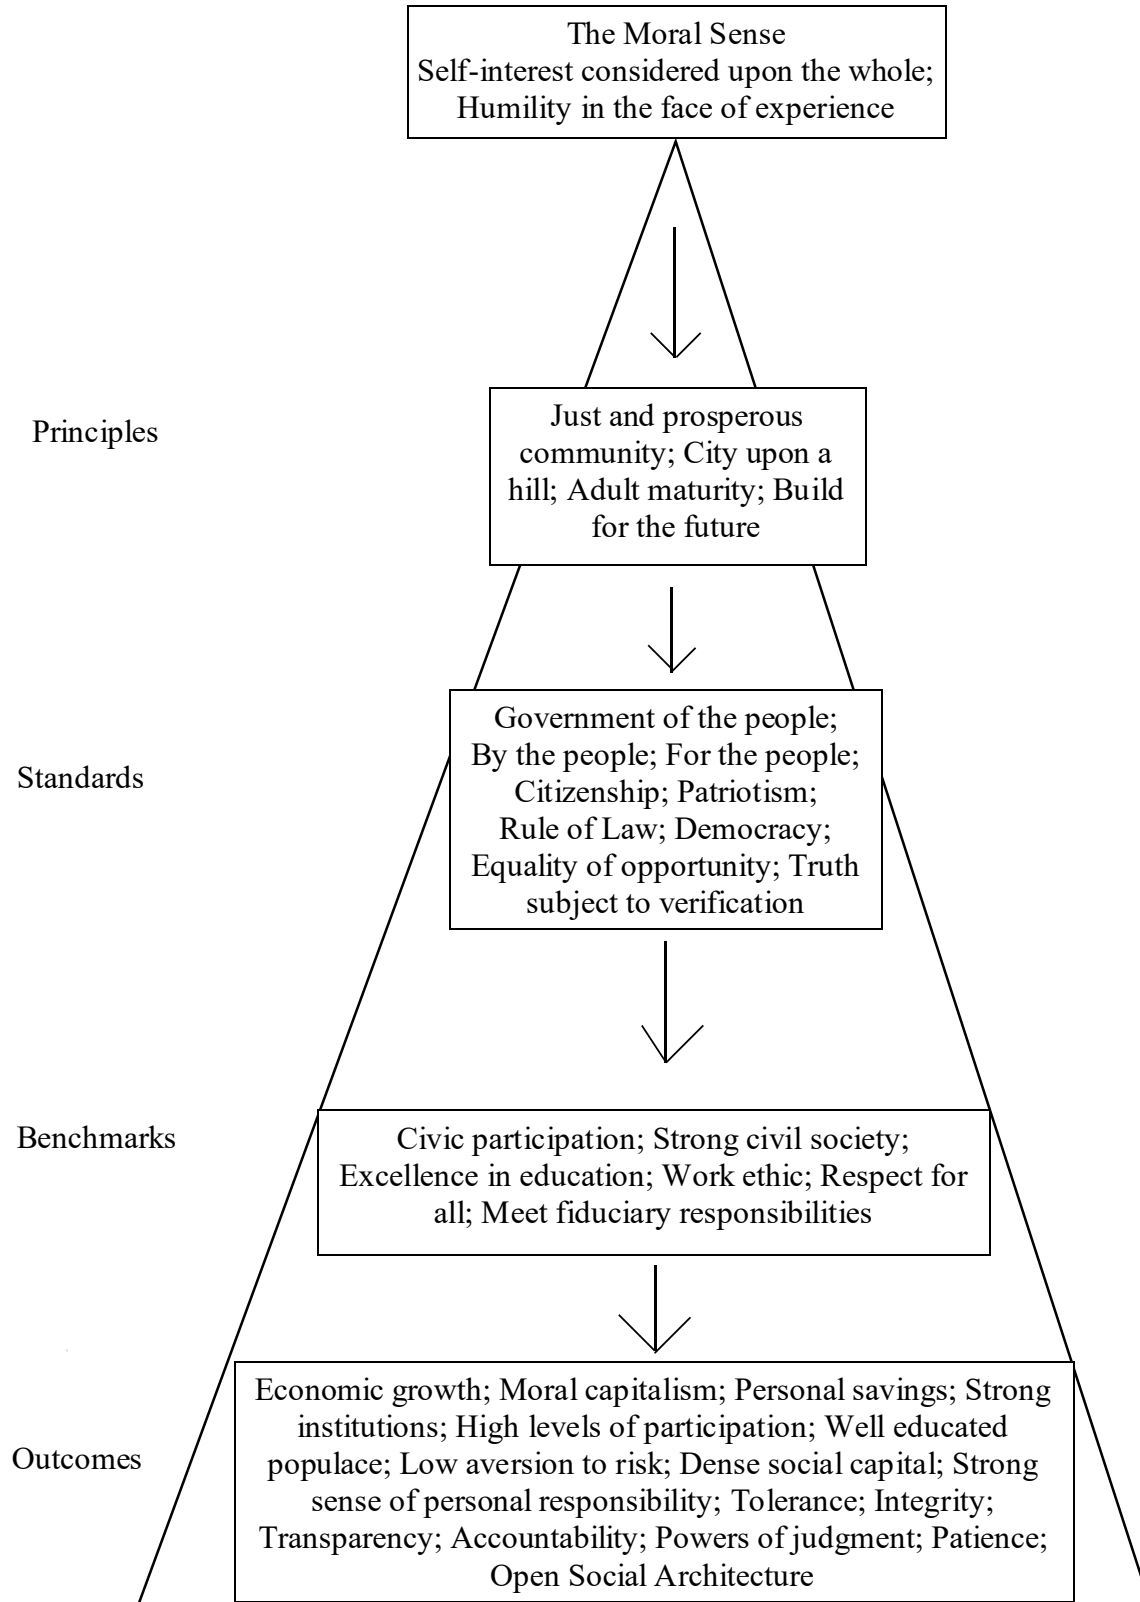 The Moral Sense
Self-interest considered upon the whole;
Humility in the face of experience
Principles
Just and prosperous
community; City upon a
hill; Adult maturity; Build
for the future
Standards
Government of the people;
By the people; For the people;
Citizenship; Patriotism;
Rule of Law; Democracy;
Equality of opportunity; Truth
subject to verification
Benchmarks
Civic participation; Strong civil society;
Excellence in education; Work ethic; Respect for
all; Meet fiduciary responsibilities
Outcomes
Economic growth; Moral capitalism; Personal savings; Strong
institutions; High levels of participation; Well educated
populace; Low aversion to risk; Dense social capital; Strong
sense of personal responsibility; Tolerance; Integrity;
Transparency; Accountability; Powers of judgment; Patience;
Open Social Architecture